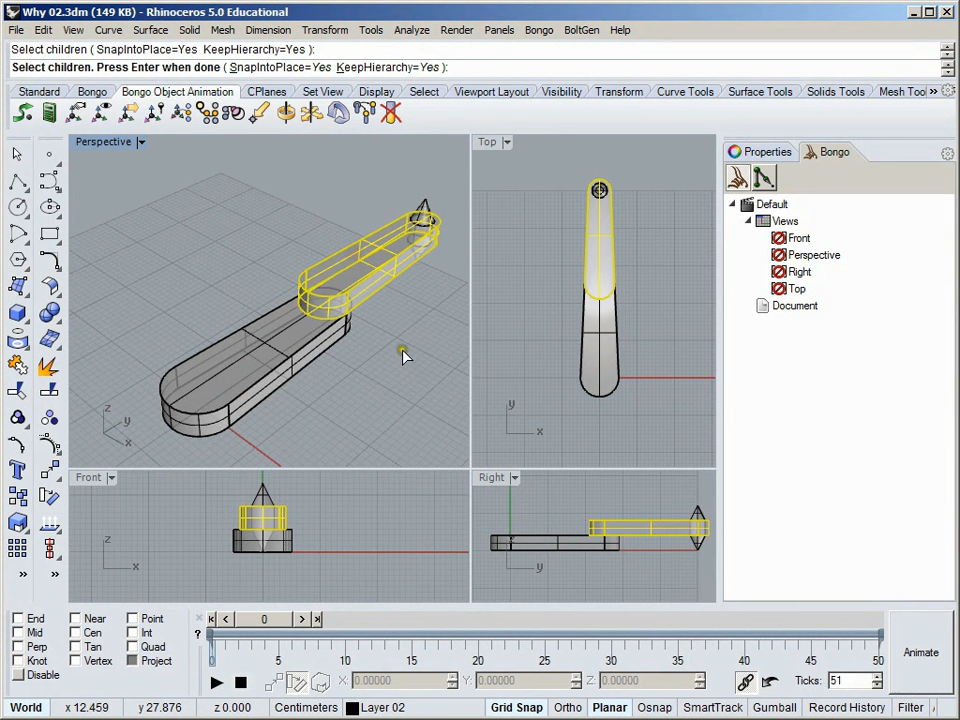 Why 02.3dm (149 KB) - Rhinoceros 5.0 Educational
File Edit View Curve Surface Solid Mesh Dimension Transform Tools Analyze Render Panels Bongo BoltGen Help
Select children ( SnapIntoPlace=Yes KeepHierarchy=Yes ):
Select children. Press Enter when done ( SnapIntoPlace=Yes KeepHierarchy=Yes ):
Standard Bongo Bongo Object Animation CPlanes Set View Display Select Viewport Layout Visibility Transform Curve Tools Surface Tools Solids Tools Mesh Tool »
Perspective Top Properties Bongo
Default
Views
Front
Perspective
Right
Top
Document
z y x
y x
Front Right
z x
z y
» »
End Near Point
Mid Cen Int
Perp Tan Quad
Knot Vertex Project
Disable
0
?
0 5 10 15 20 25 30 35 40 45 50
Animate
X: 0.00000 Y: 0.00000 Z: 0.00000 Ticks: 51
World x 12.459 y 27.876 z 0.000 Centimeters Layer 02 Grid Snap Ortho Planar Osnap SmartTrack Gumball Record History Filter